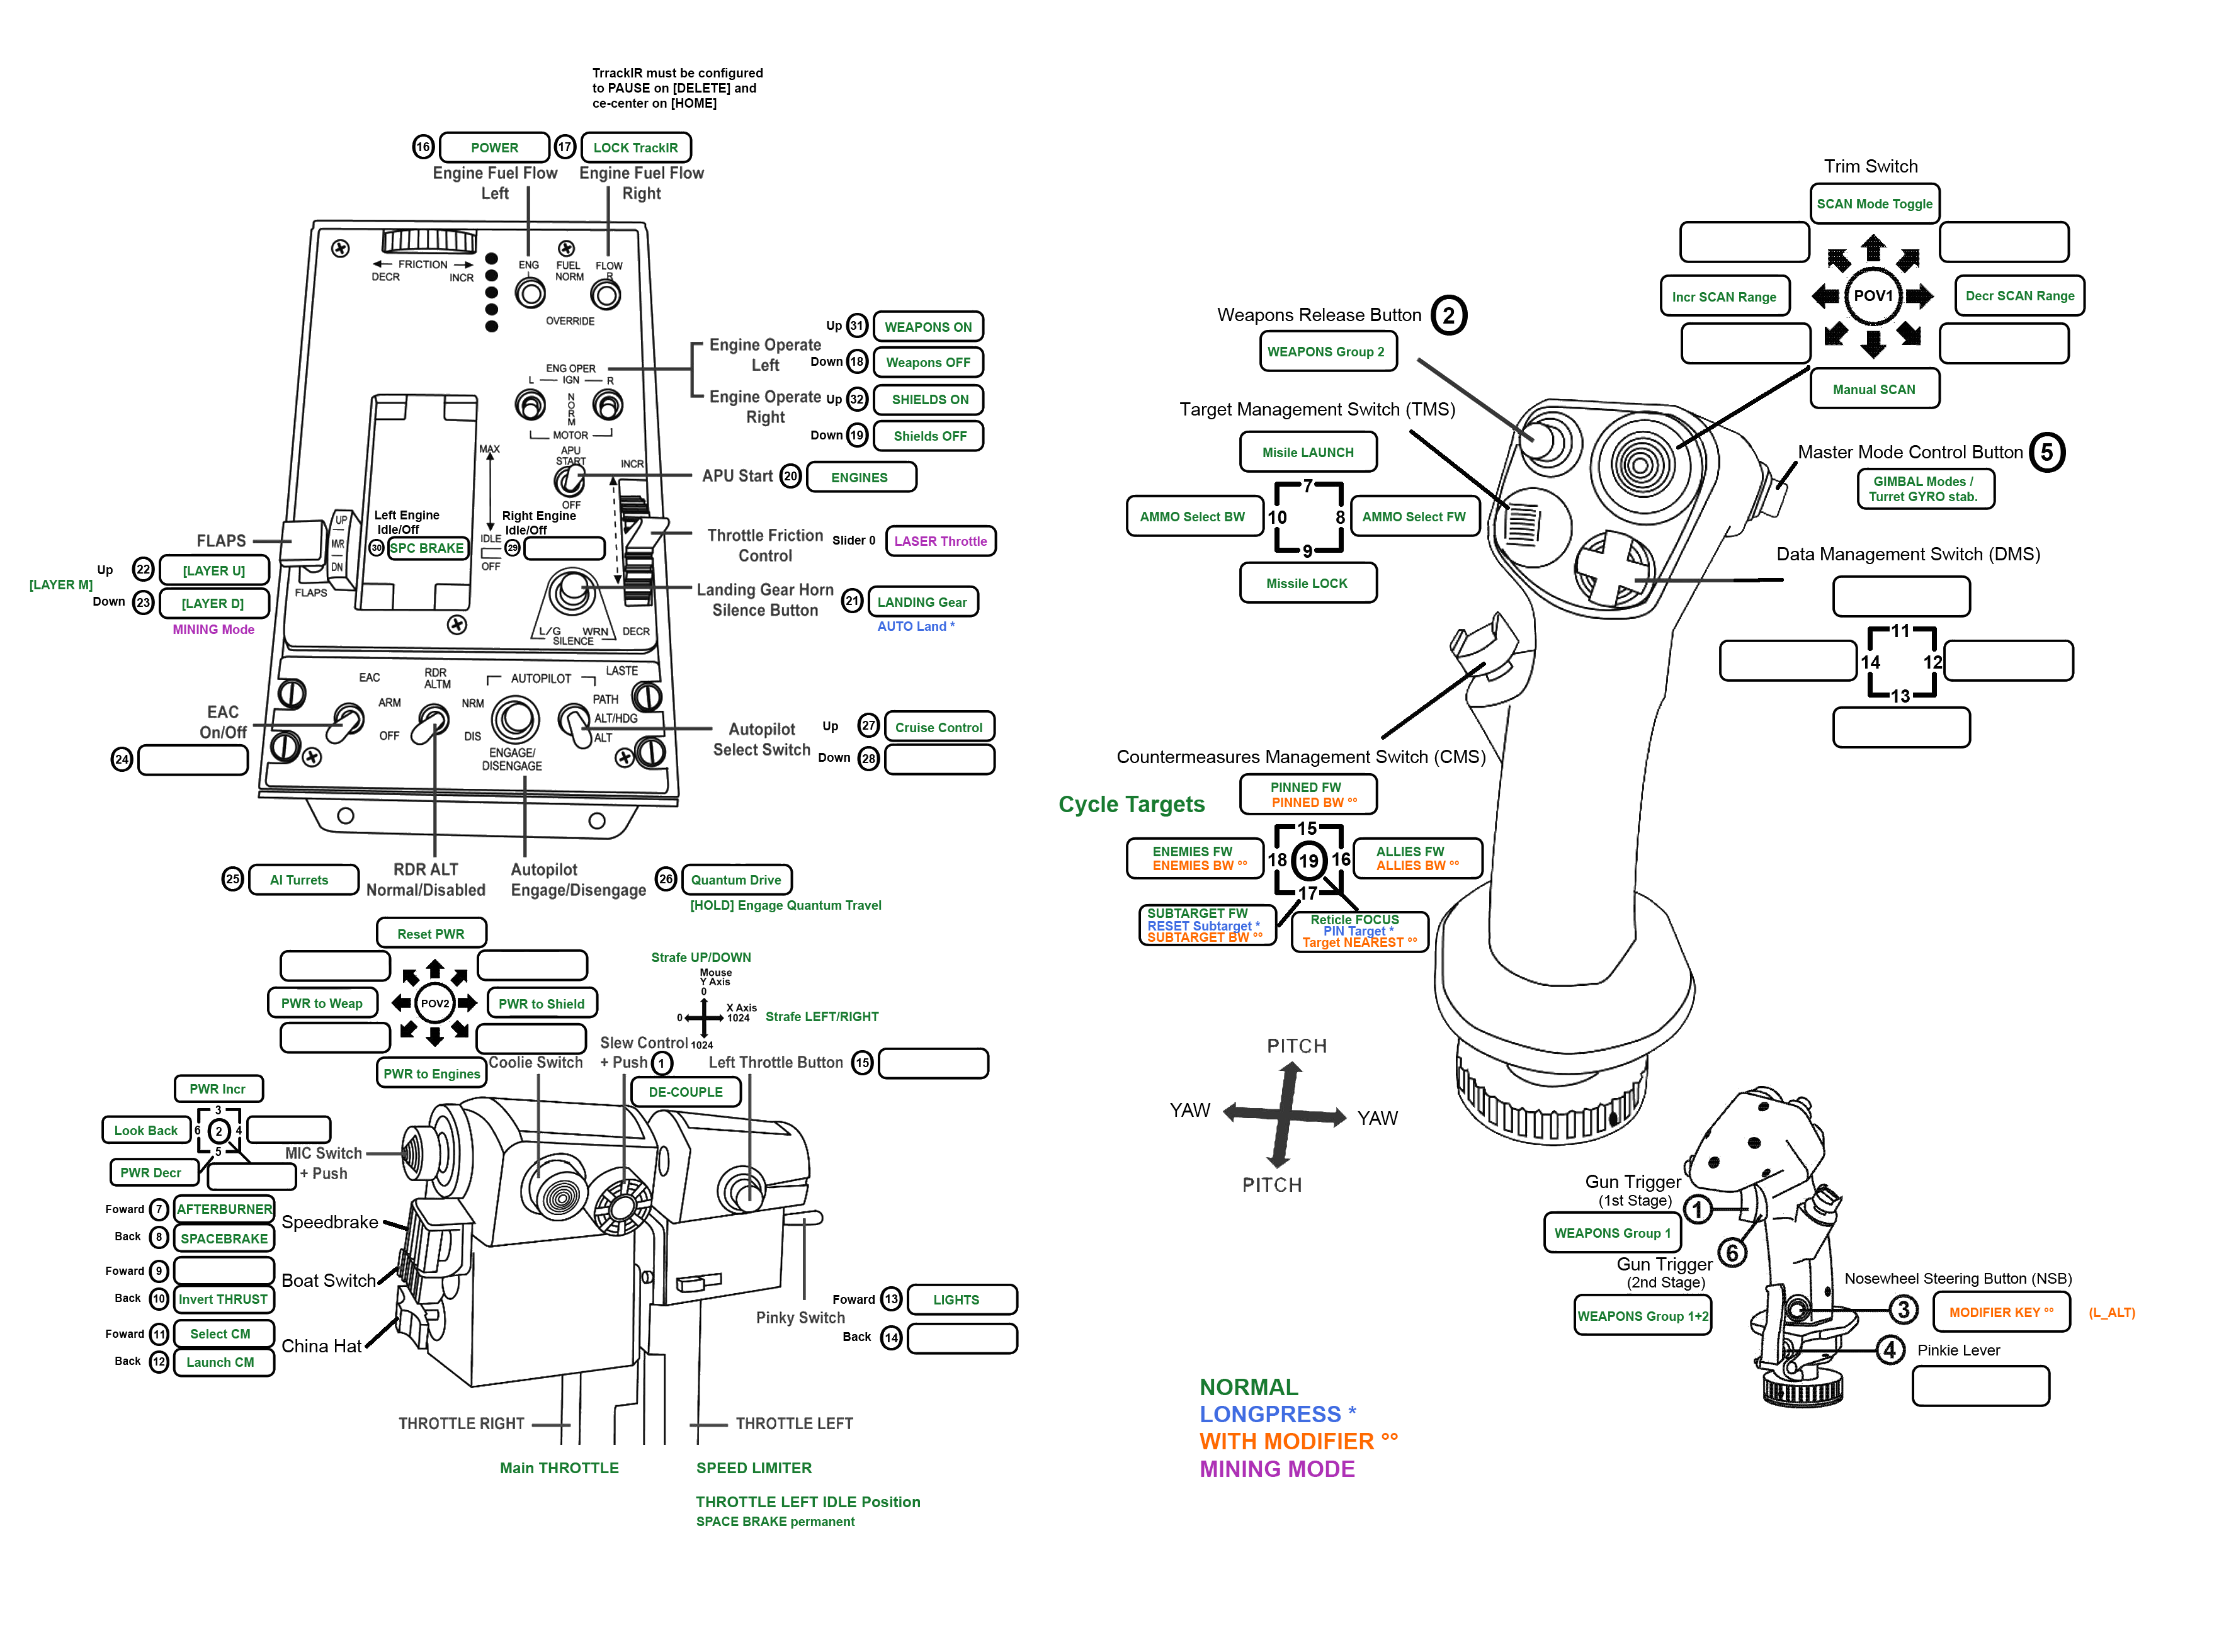 TrrackIR must be configured
to PAUSE on [DELETE] and
ce-center on [HOME]
16 POWER 17 LOCK TrackIR
Engine Fuel Flow
Left
Engine Fuel Flow
Right
FRICTION
DECR INCR
ENG
L
FUEL
NORM
FLOW
R
OVERRIDE
Engine Operate
Left
Up 31 WEAPONS ON
Down 18 Weapons OFF
Engine Operate
Right
Up 32 SHIELDS ON
Down 19 Shields OFF
ENG OPER
L IGN R
N
O
R
M
MOTOR
APU
START
OFF
INCR
APU Start 20 ENGINES
MAX
IDLE
OFF
Left Engine
Idle/Off
30 SPC BRAKE
Right Engine
Idle/Off
29
Throttle Friction
Control
Slider 0 LASER Throttle
FLAPS
UP
MVR
DN
FLAPS
Up 22 [LAYER U]
[LAYER M]
Down 23 [LAYER D]
MINING Mode
Landing Gear Horn
Silence Button
21 LANDING Gear
AUTO Land *
L/G WRN
SILENCE
DECR
EAC
RDR
ALTM
AUTOPILOT
LASTE
ARM
OFF
NRM
DIS
PATH
ALT/HDG
ALT
ENGAGE/
DISENGAGE
EAC
On/Off
24
Autopilot
Select Switch
Up 27 Cruise Control
Down 28
25 AI Turrets
RDR ALT
Normal/Disabled
Autopilot
Engage/Disengage
26 Quantum Drive
[HOLD] Engage Quantum Travel
Reset PWR
PWR to Weap POV2 PWR to Shield
PWR to Engines
Coolie Switch
Strafe UP/DOWN
Mouse
Y Axis
0
0
X Axis
1024
Strafe LEFT/RIGHT
1024
Slew Control
+ Push 1
DE-COUPLE
Left Throttle Button 15
PWR Incr
3
Look Back 6 2 4
5
PWR Decr
MIC Switch
+ Push
Foward 7 AFTERBURNER
Back 8 SPACEBRAKE
Speedbrake
Foward 9
Back 10 Invert THRUST
Boat Switch
Foward 11 Select CM
Back 12 Launch CM
China Hat
Pinky Switch
Foward 13 LIGHTS
Back 14
THROTTLE RIGHT
THROTTLE LEFT
Main THROTTLE
SPEED LIMITER
THROTTLE LEFT IDLE Position
SPACE BRAKE permanent
Trim Switch
SCAN Mode Toggle
Incr SCAN Range POV1 Decr SCAN Range
Manual SCAN
Weapons Release Button 2
WEAPONS Group 2
Target Management Switch (TMS)
Misile LAUNCH
7
AMMO Select BW 10 8 AMMO Select FW
9
Missile LOCK
Master Mode Control Button 5
GIMBAL Modes /
Turret GYRO stab.
Data Management Switch (DMS)
11
14 12
13
Countermeasures Management Switch (CMS)
Cycle Targets
PINNED FW
PINNED BW °°
15
ENEMIES FW
ENEMIES BW °°
18 19 16
ALLIES FW
ALLIES BW °°
17
SUBTARGET FW
RESET Subtarget *
SUBTARGET BW °°
Reticle FOCUS
PIN Target *
Target NEAREST °°
PITCH
YAW YAW
PITCH
Gun Trigger
(1st Stage)
1
WEAPONS Group 1
6
Gun Trigger
(2nd Stage)
WEAPONS Group 1+2
Nosewheel Steering Button (NSB)
3 MODIFIER KEY °° (L_ALT)
4 Pinkie Lever
NORMAL
LONGPRESS *
WITH MODIFIER °°
MINING MODE